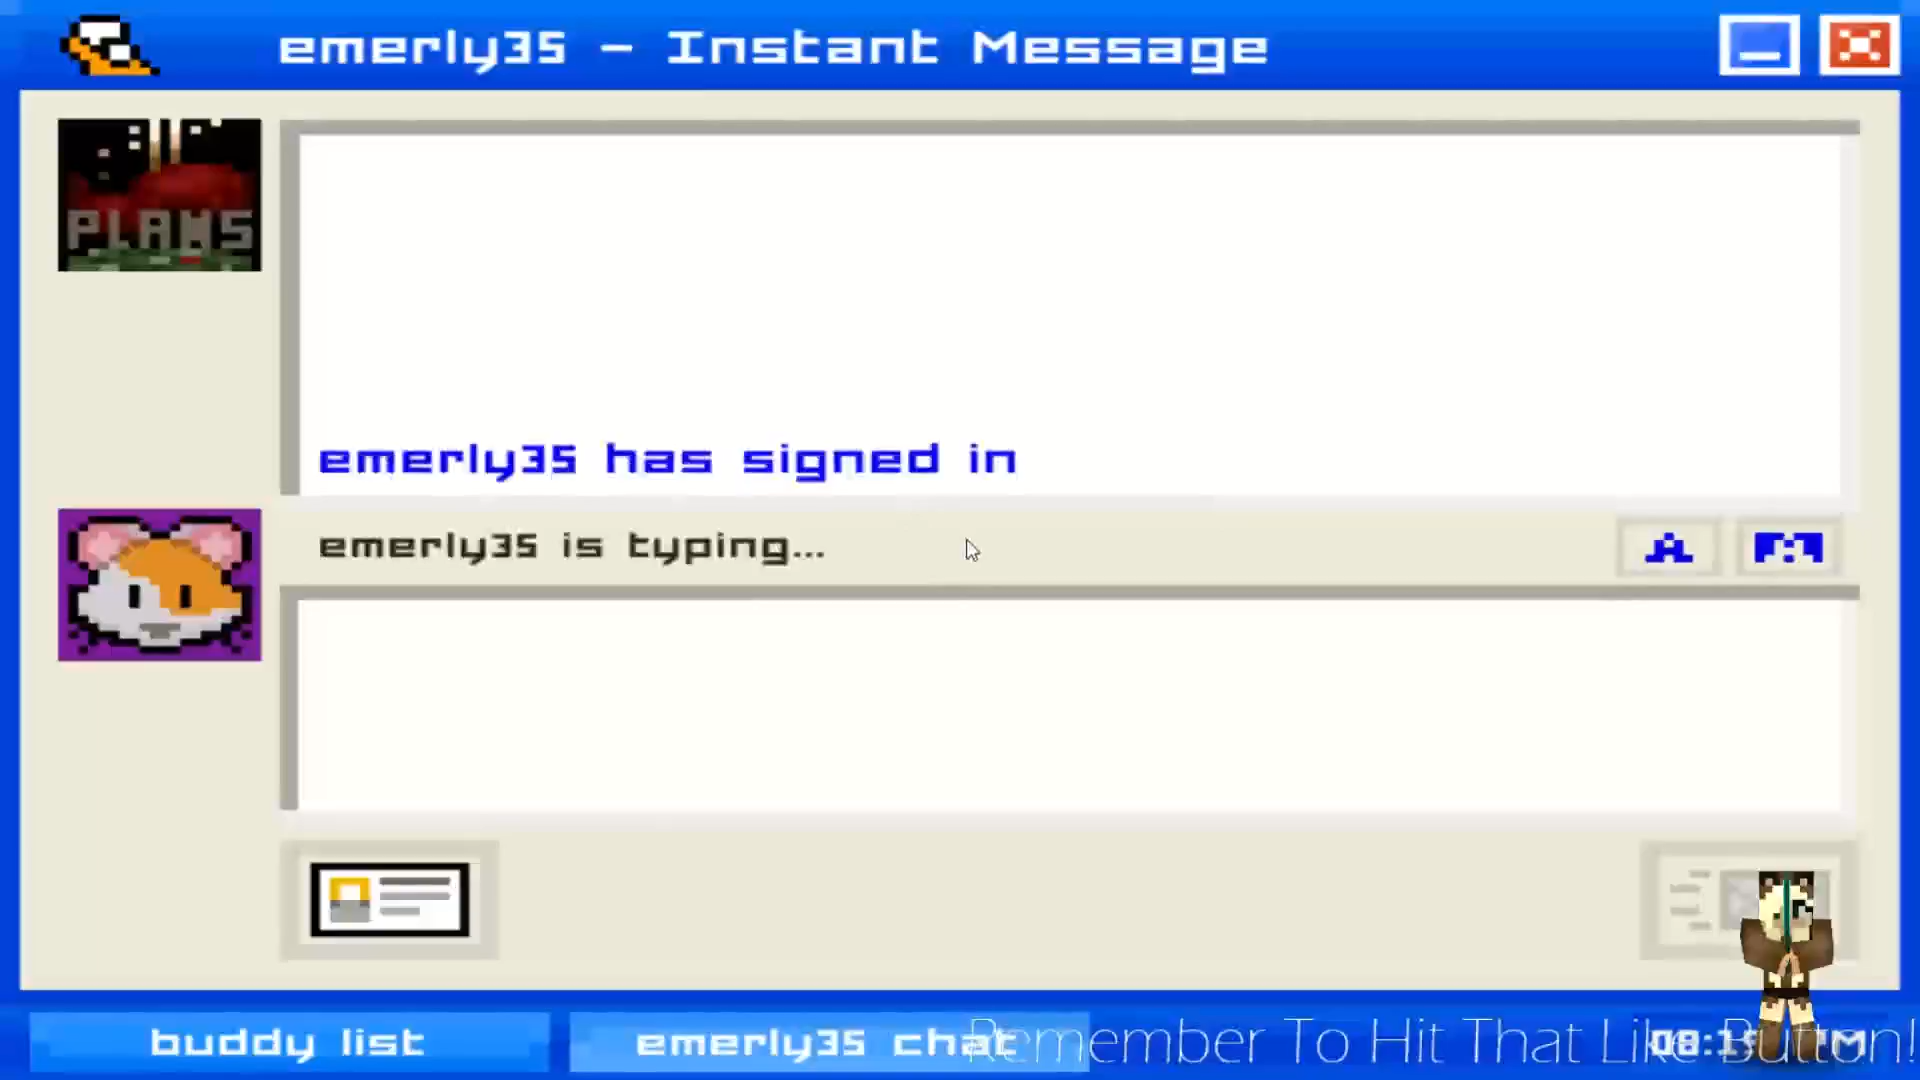 emerly35 - Instant Message
PLANS
emerly35 has signed in
emerly35 is typing...
A
buddy list
emerly35 chat
Remember To Hit That Like Button!